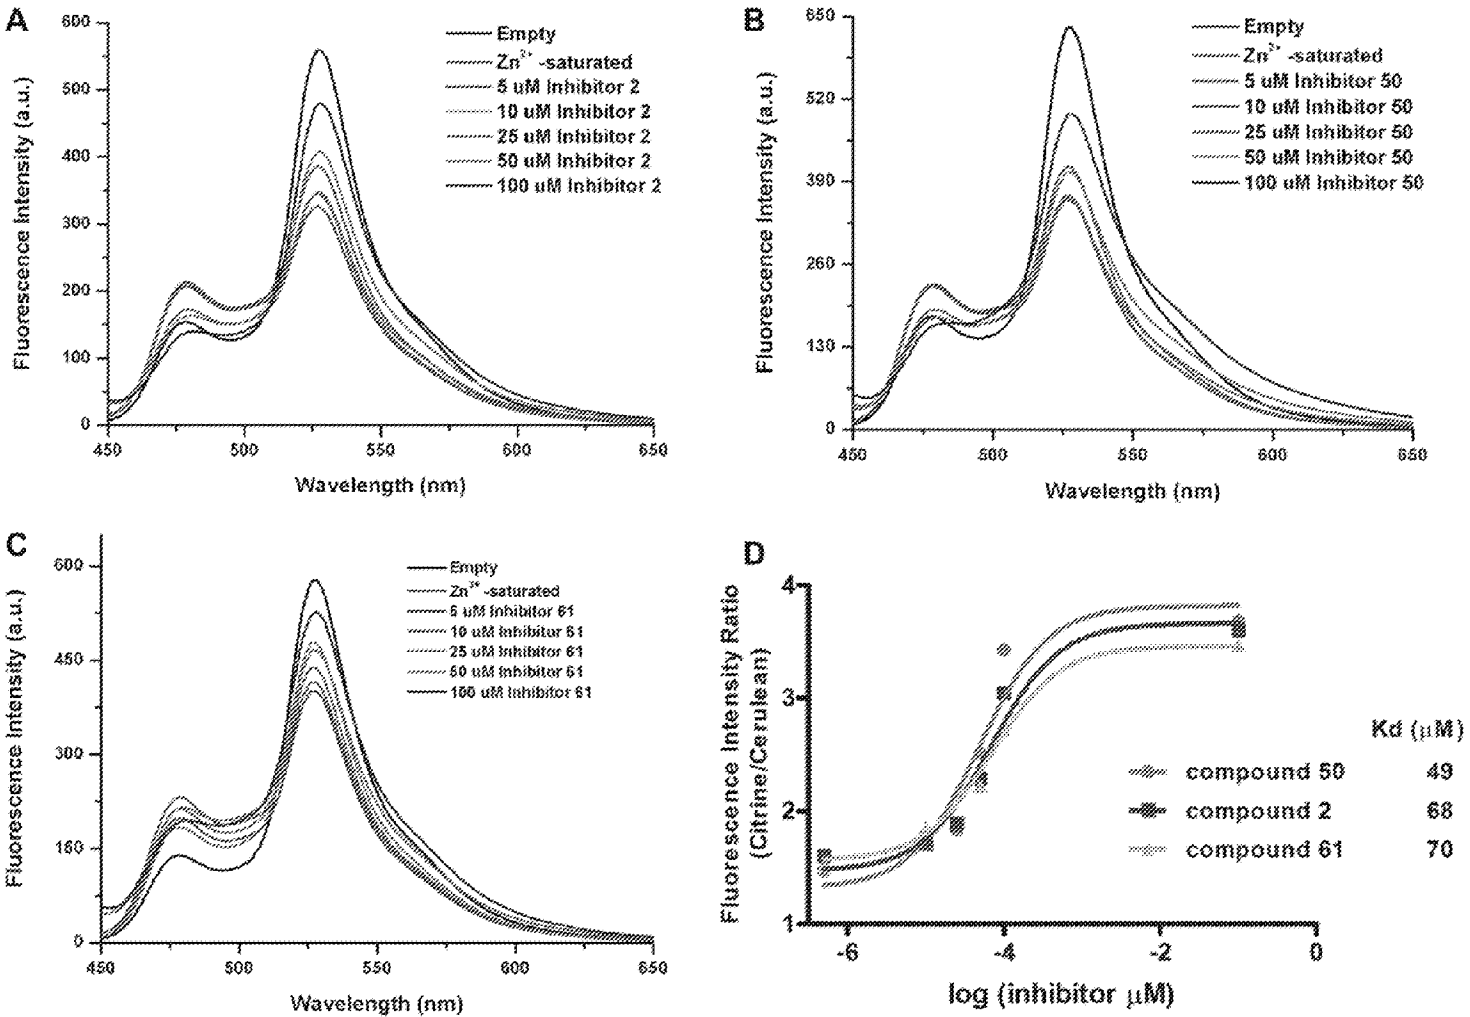 A
600
500
400
300
200
100
0
450
500
550
600
650
Fluorescence Intensity (a.u.)
Wavelength (nm)
Empty
Zn2+ -saturated
5 uM Inhibitor 2
10 uM Inhibitor 2
25 uM Inhibitor 2
50 uM Inhibitor 2
100 uM Inhibitor 2
B
650
520
390
260
130
0
450
500
550
600
650
Fluorescence Intensity (a.u.)
Wavelength (nm)
Empty
Zn2+ -saturated
5 uM Inhibitor 50
10 uM Inhibitor 50
25 uM Inhibitor 50
50 uM Inhibitor 50
100 uM Inhibitor 50
C
600
450
300
150
0
450
500
550
600
650
Fluorescence Intensity (a.u.)
Wavelength (nm)
Empty
Zn2+ -saturated
5 uM Inhibitor 61
10 uM Inhibitor 61
25 uM Inhibitor 61
50 uM Inhibitor 61
100 uM Inhibitor 61
D
4
3
2
1
-6
-4
-2
0
Fluorescence Intensity Ratio
(Citrine/Cerulean)
log (inhibitor µM)
Kd (µM)
compound 50 49
compound 2 68
compound 61 70